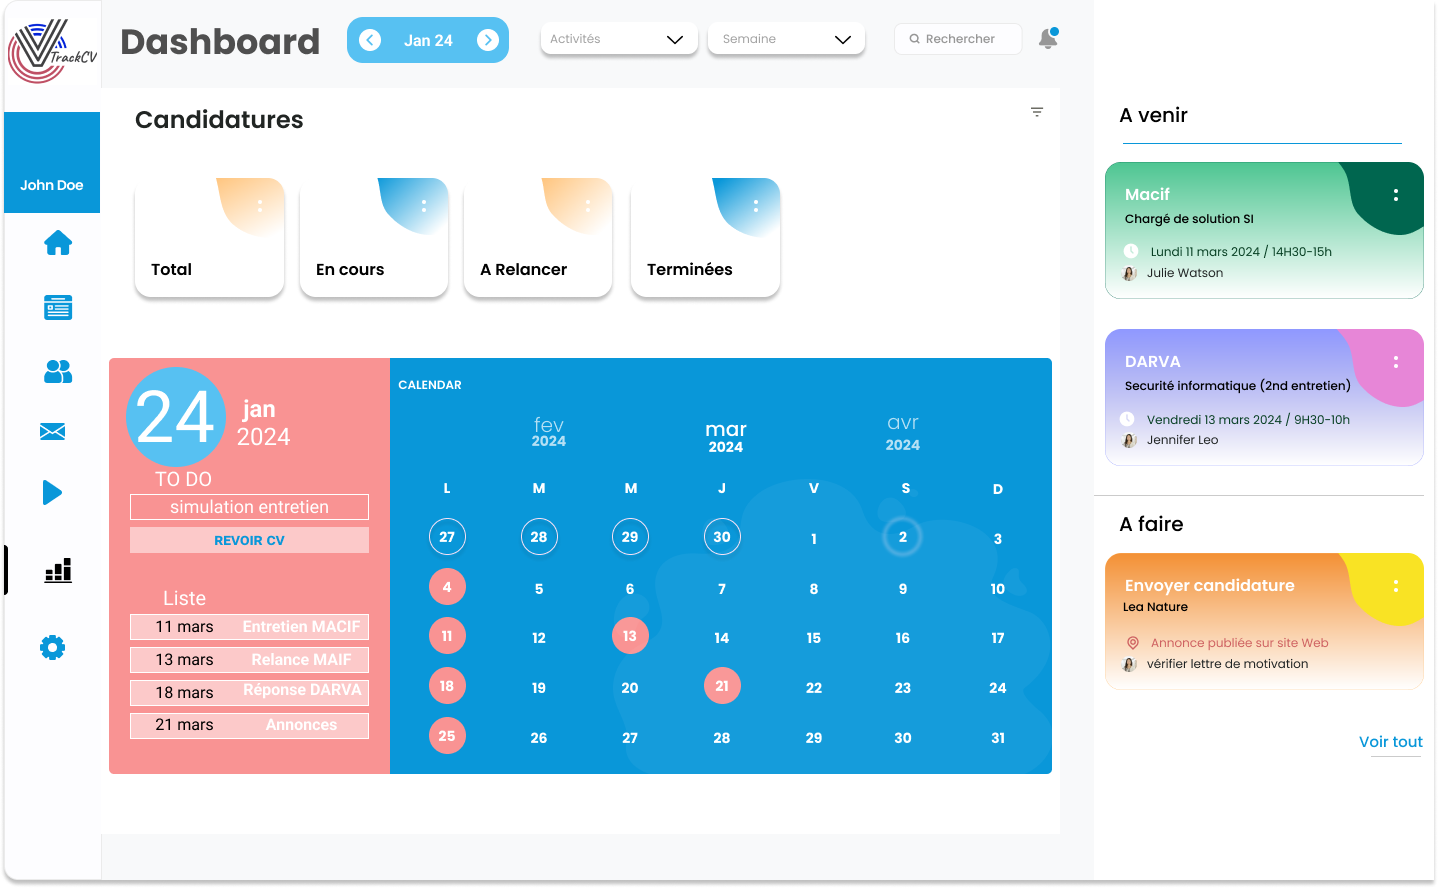 TrackCV
John Doe
Dashboard
Jan 24
Activités
Semaine
Rechercher
Candidatures
Total
En cours
A Relancer
Terminées
24
jan
2024
TO DO
simulation entretien
REVOIR CV
Liste
11 mars Entretien MACIF
13 mars Relance MAIF
18 mars Réponse DARVA
21 mars Annonces
CALENDAR
fev mar avr
2024 2024 2024
L M M J V S D
27 28 29 30 1 2 3
4 5 6 7 8 9 10
11 12 13 14 15 16 17
18 19 20 21 22 23 24
25 26 27 28 29 30 31
A venir
Macif
Chargé de solution SI
Lundi 11 mars 2024 / 14H30-15h
Julie Watson
DARVA
Securité informatique (2nd entretien)
Vendredi 13 mars 2024 / 9H30-10h
Jennifer Leo
A faire
Envoyer candidature
Lea Nature
Annonce publiée sur site Web
vérifier lettre de motivation
Voir tout